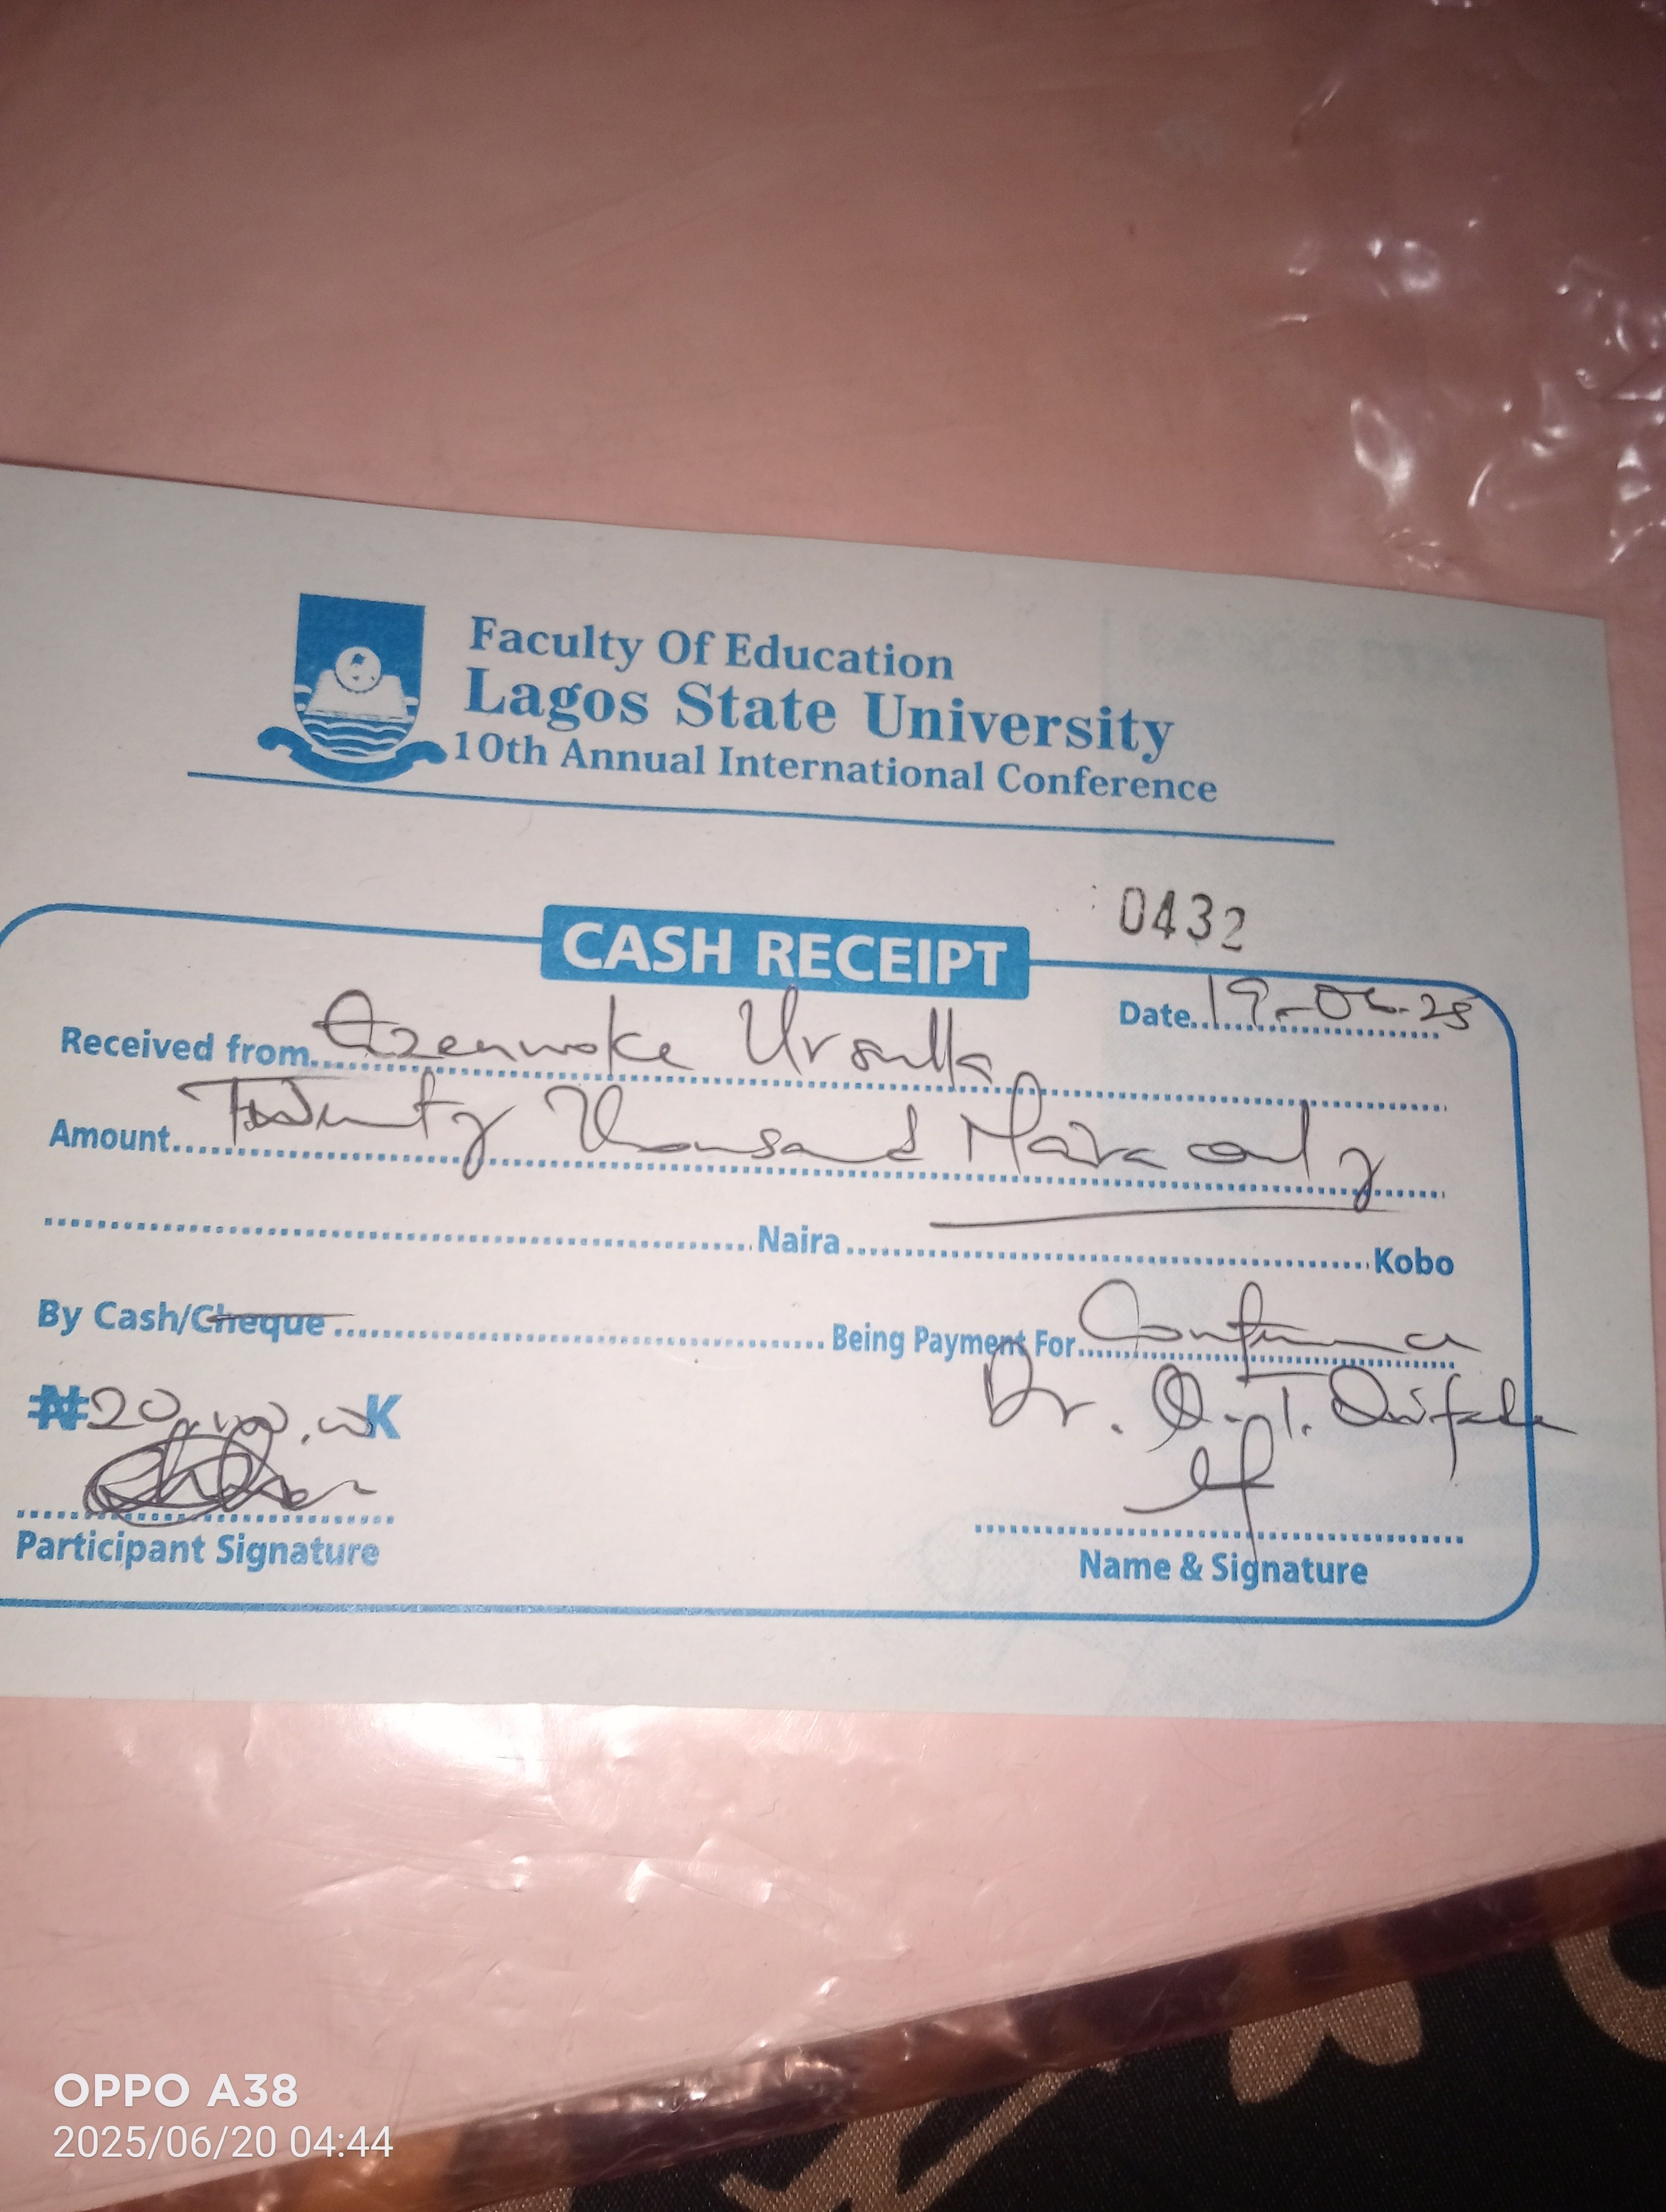 Faculty Of Education
Lagos State University
10th Annual International Conference
0432
CASH RECEIPT
Date 19-06-25
Received from Ezenwoke Ursulla
Amount Twenty Thousand Naira only
Naira Kobo
By Cash/Cheque Being Payment For Conference
₦20,000.00K Dr. O. T.
Participant Signature Name & Signature
OPPO A38
2025/06/20 04:44